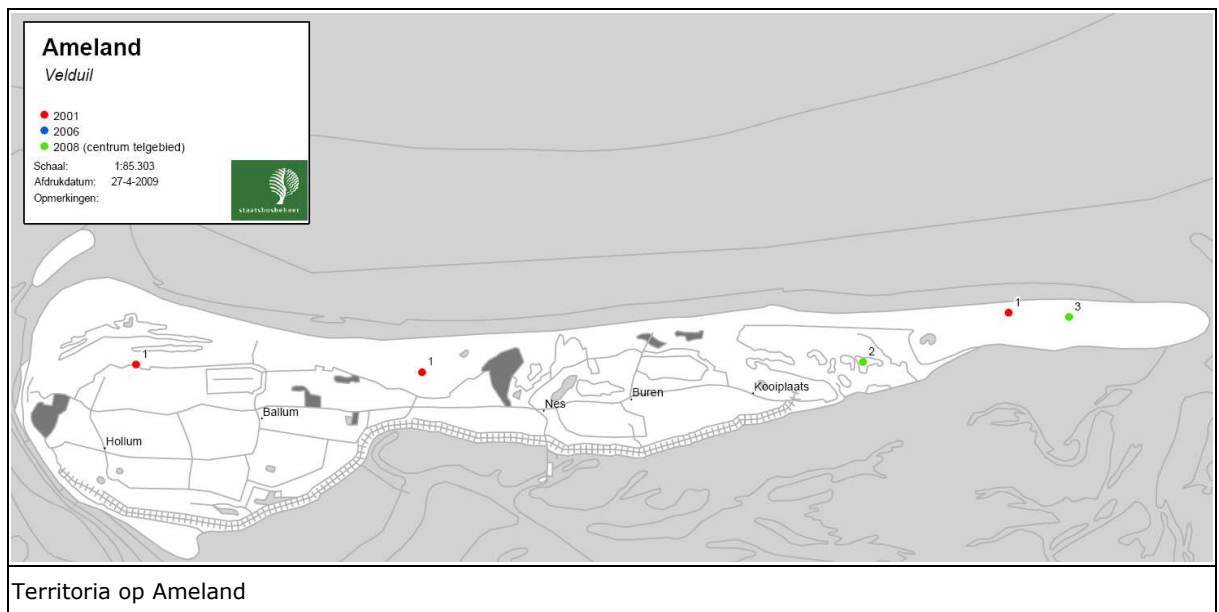 Ameland
Velduil
2001
2006
2008 (centrum telgebied)
Schaal: 1:85.303
Afdrukdatum: 27-4-2009
Opmerkingen:
staatsbosbeheer
1
3
1
1
2
Kooiplaats
Buren
Nes
Ballum
Hollum
Territoria op Ameland